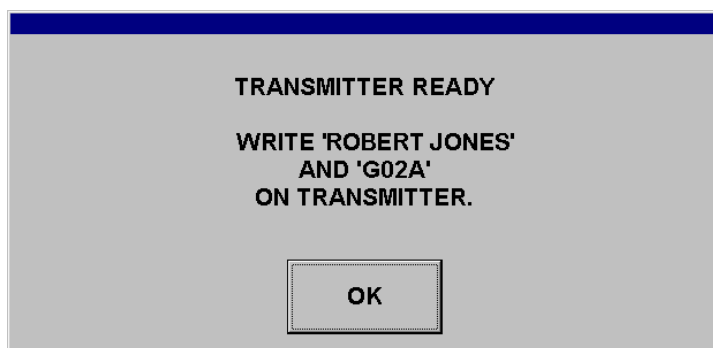 TRANSMITTER READY
WRITE 'ROBERT JONES'
AND 'G02A'
ON TRANSMITTER.
OK